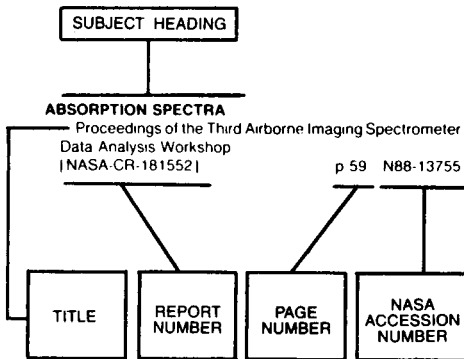 SUBJECT HEADING
ABSORPTION SPECTRA
Proceedings of the Third Airborne Imaging Spectrometer
Data Analysis Workshop
[NASA-CR-181552] p 59 N88-13755
TITLE
REPORT
NUMBER
PAGE
NUMBER
NASA
ACCESSION
NUMBER